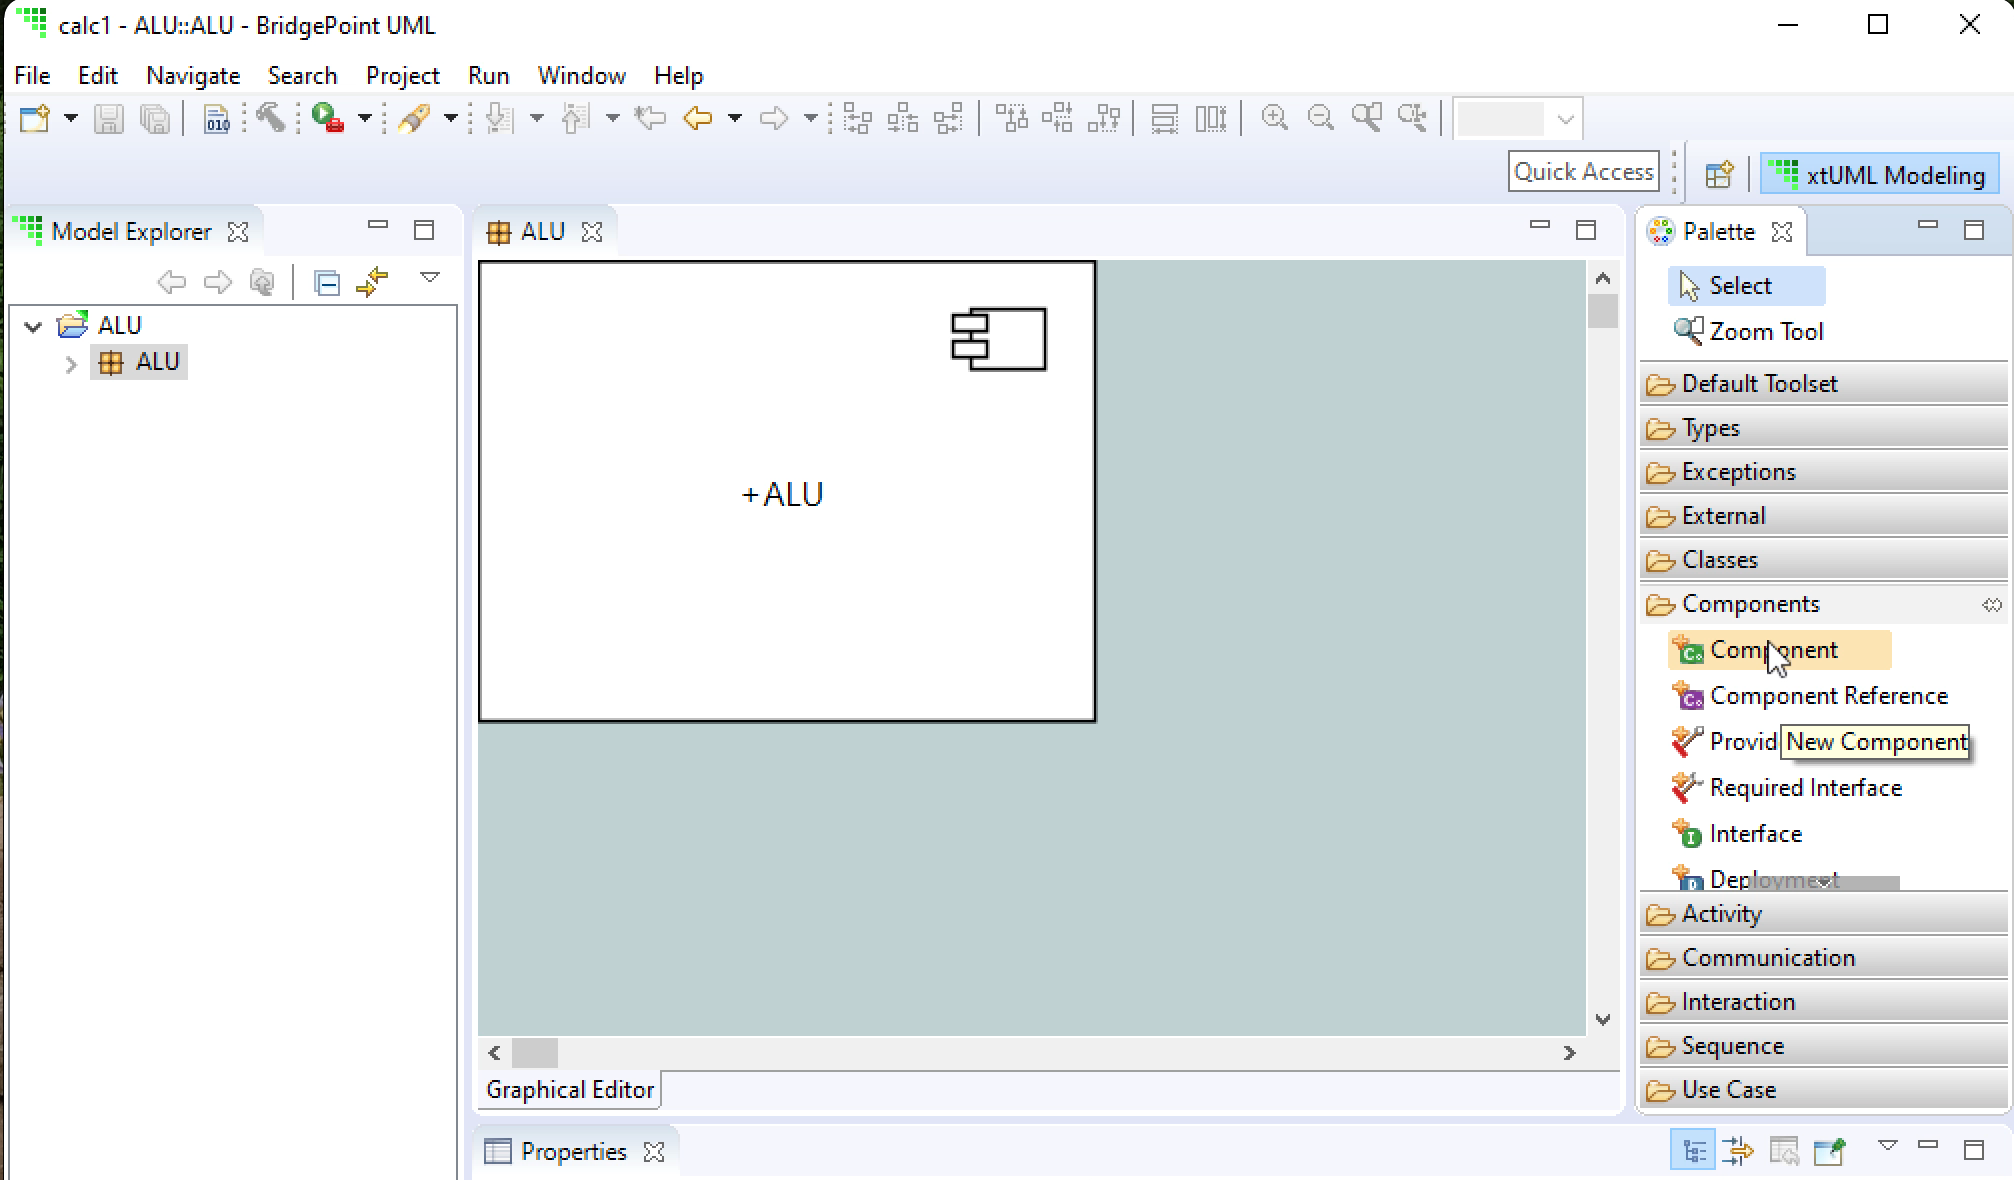 calc1 - ALU::ALU - BridgePoint UML
File Edit Navigate Search Project Run Window Help
010
Quick Access
xtUML Modeling
Model Explorer
ALU
Palette
ALU
ALU
+ALU
Select
Zoom Tool
Default Toolset
Types
Exceptions
External
Classes
Components
Component
Component Reference
Provid
New Component
Required Interface
Interface
Deployment
Activity
Communication
Interaction
Sequence
Use Case
Graphical Editor
Properties